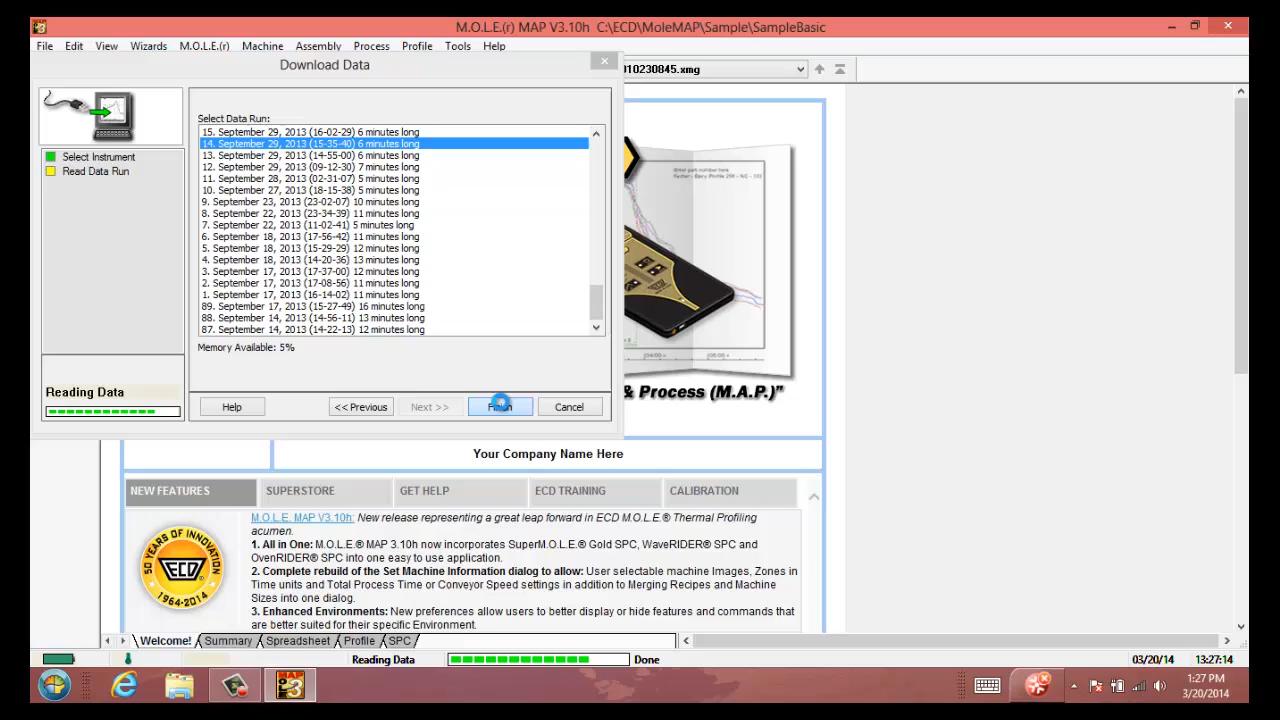 M.O.L.E.(r) MAP V3.10h C:\ECD\MoleMAP\Sample\SampleBasic
File Edit View Wizards M.O.L.E.(r) Machine Assembly Process Profile Tools Help
Download Data
010230845.xmg
Select Data Run:
15. September 29, 2013 (16-02-29) 6 minutes long
14. September 29, 2013 (15-35-40) 6 minutes long
13. September 29, 2013 (14-55-00) 6 minutes long
12. September 29, 2013 (09-12-30) 7 minutes long
11. September 28, 2013 (02-31-07) 5 minutes long
10. September 27, 2013 (18-15-38) 5 minutes long
9. September 23, 2013 (23-02-07) 10 minutes long
8. September 22, 2013 (23-34-39) 11 minutes long
7. September 22, 2013 (11-02-41) 5 minutes long
6. September 18, 2013 (17-56-42) 11 minutes long
5. September 18, 2013 (15-29-29) 12 minutes long
4. September 18, 2013 (14-20-36) 13 minutes long
3. September 17, 2013 (17-37-00) 12 minutes long
2. September 17, 2013 (17-08-56) 11 minutes long
1. September 17, 2013 (16-14-02) 11 minutes long
89. September 17, 2013 (15-27-49) 16 minutes long
88. September 14, 2013 (14-56-11) 13 minutes long
87. September 14, 2013 (14-22-13) 12 minutes long
Select Instrument
Read Data Run
Memory Available: 5%
Reading Data
Help << Previous Next >> Finish Cancel
& Process (M.A.P.)"
Your Company Name Here
NEW FEATURES SUPERSTORE GET HELP ECD TRAINING CALIBRATION
50 YEARS OF INNOVATION
ECD
1964-2014
M.O.L.E. MAP V3.10h: New release representing a great leap forward in ECD M.O.L.E.® Thermal Profiling
acumen.
1. All in One: M.O.L.E.® MAP 3.10h now incorporates SuperM.O.L.E.® Gold SPC, WaveRIDER® SPC and
OvenRIDER® SPC into one easy to use application.
2. Complete rebuild of the Set Machine Information dialog to allow: User selectable machine Images, Zones in
Time units and Total Process Time or Conveyor Speed settings in addition to Merging Recipes and Machine
Sizes into one dialog.
3. Enhanced Environments: New preferences allow users to better display or hide features and commands that
are better suited for their specific Environment.
Welcome! Summary Spreadsheet Profile SPC
Reading Data Done 03/20/14 13:27:14
MAP
3
1:27 PM
3/20/2014